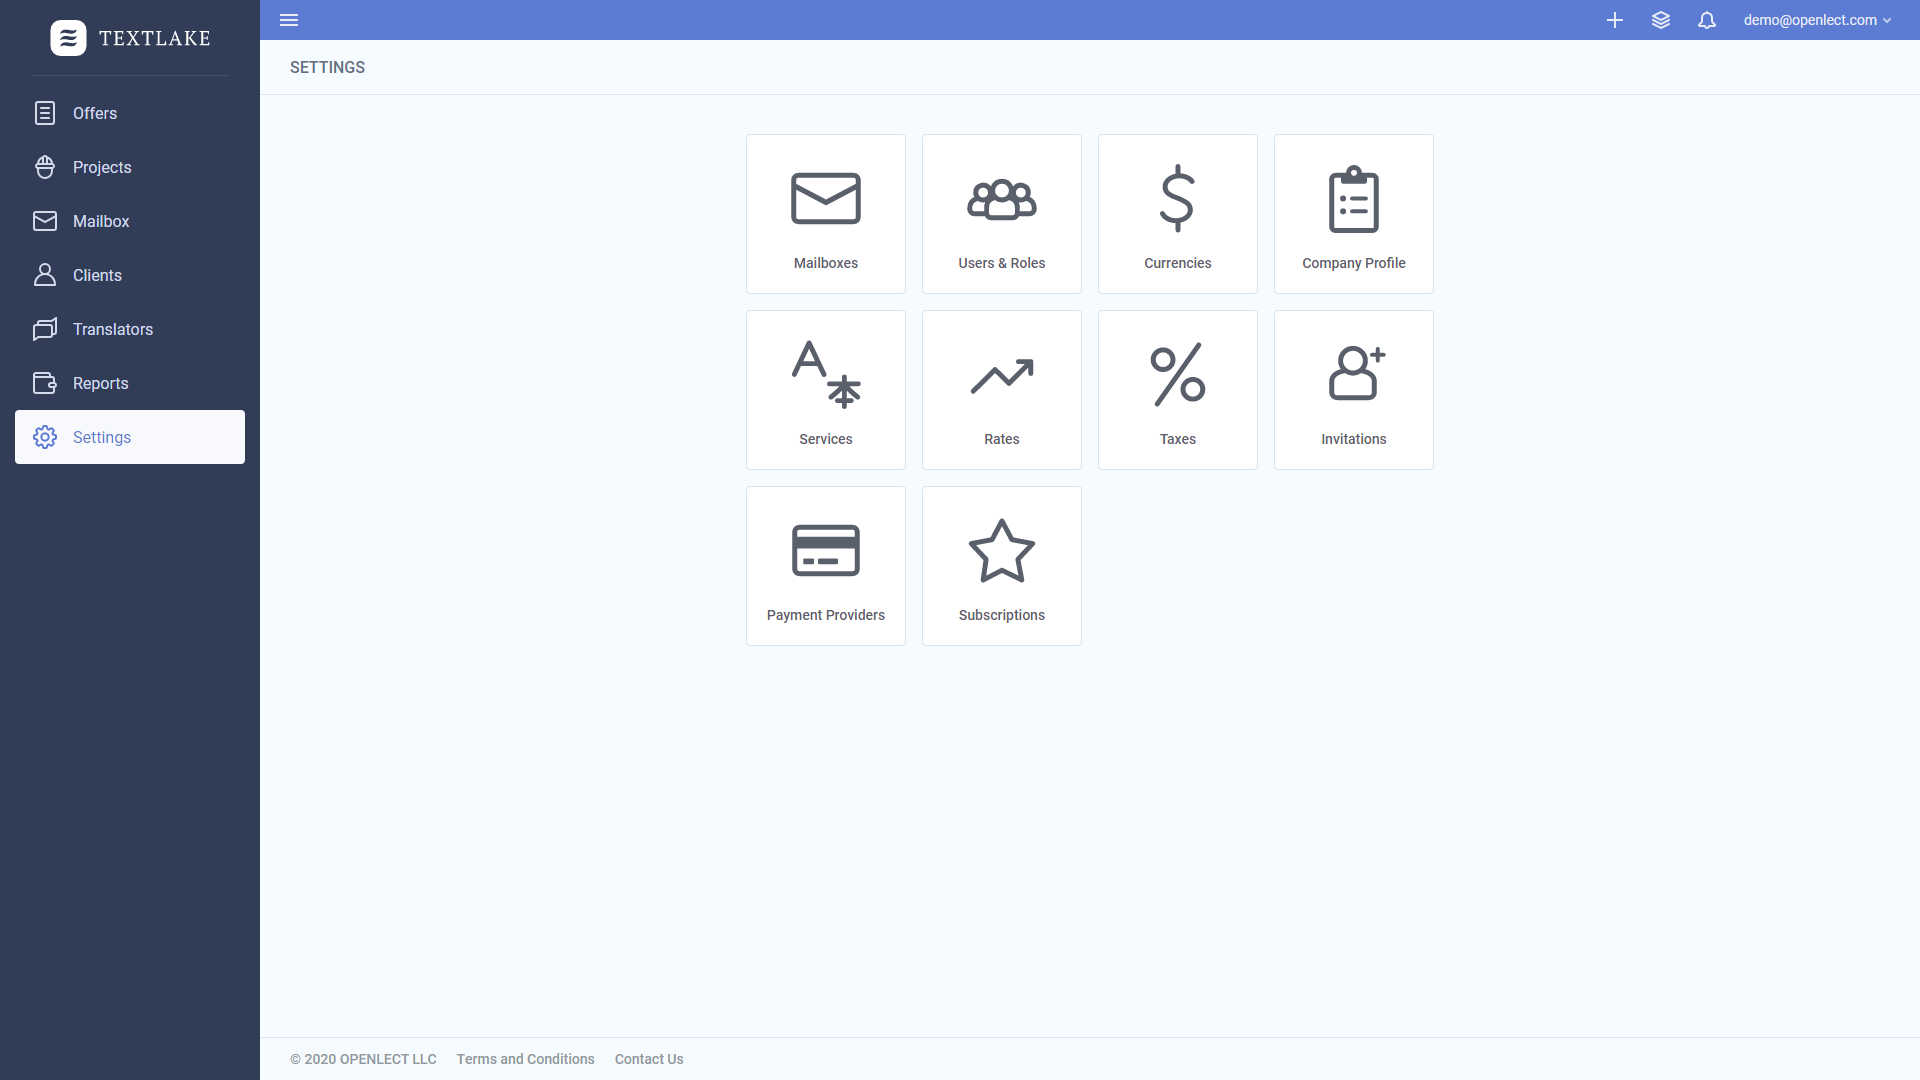 TEXTLAKE
demo@openlect.com
Offers
Projects
Mailbox
Clients
Translators
Reports
Settings
SETTINGS
Mailboxes
Users & Roles
Currencies
Company Profile
Services
Rates
Taxes
Invitations
Payment Providers
Subscriptions
© 2020 OPENLECT LLC
Terms and Conditions
Contact Us